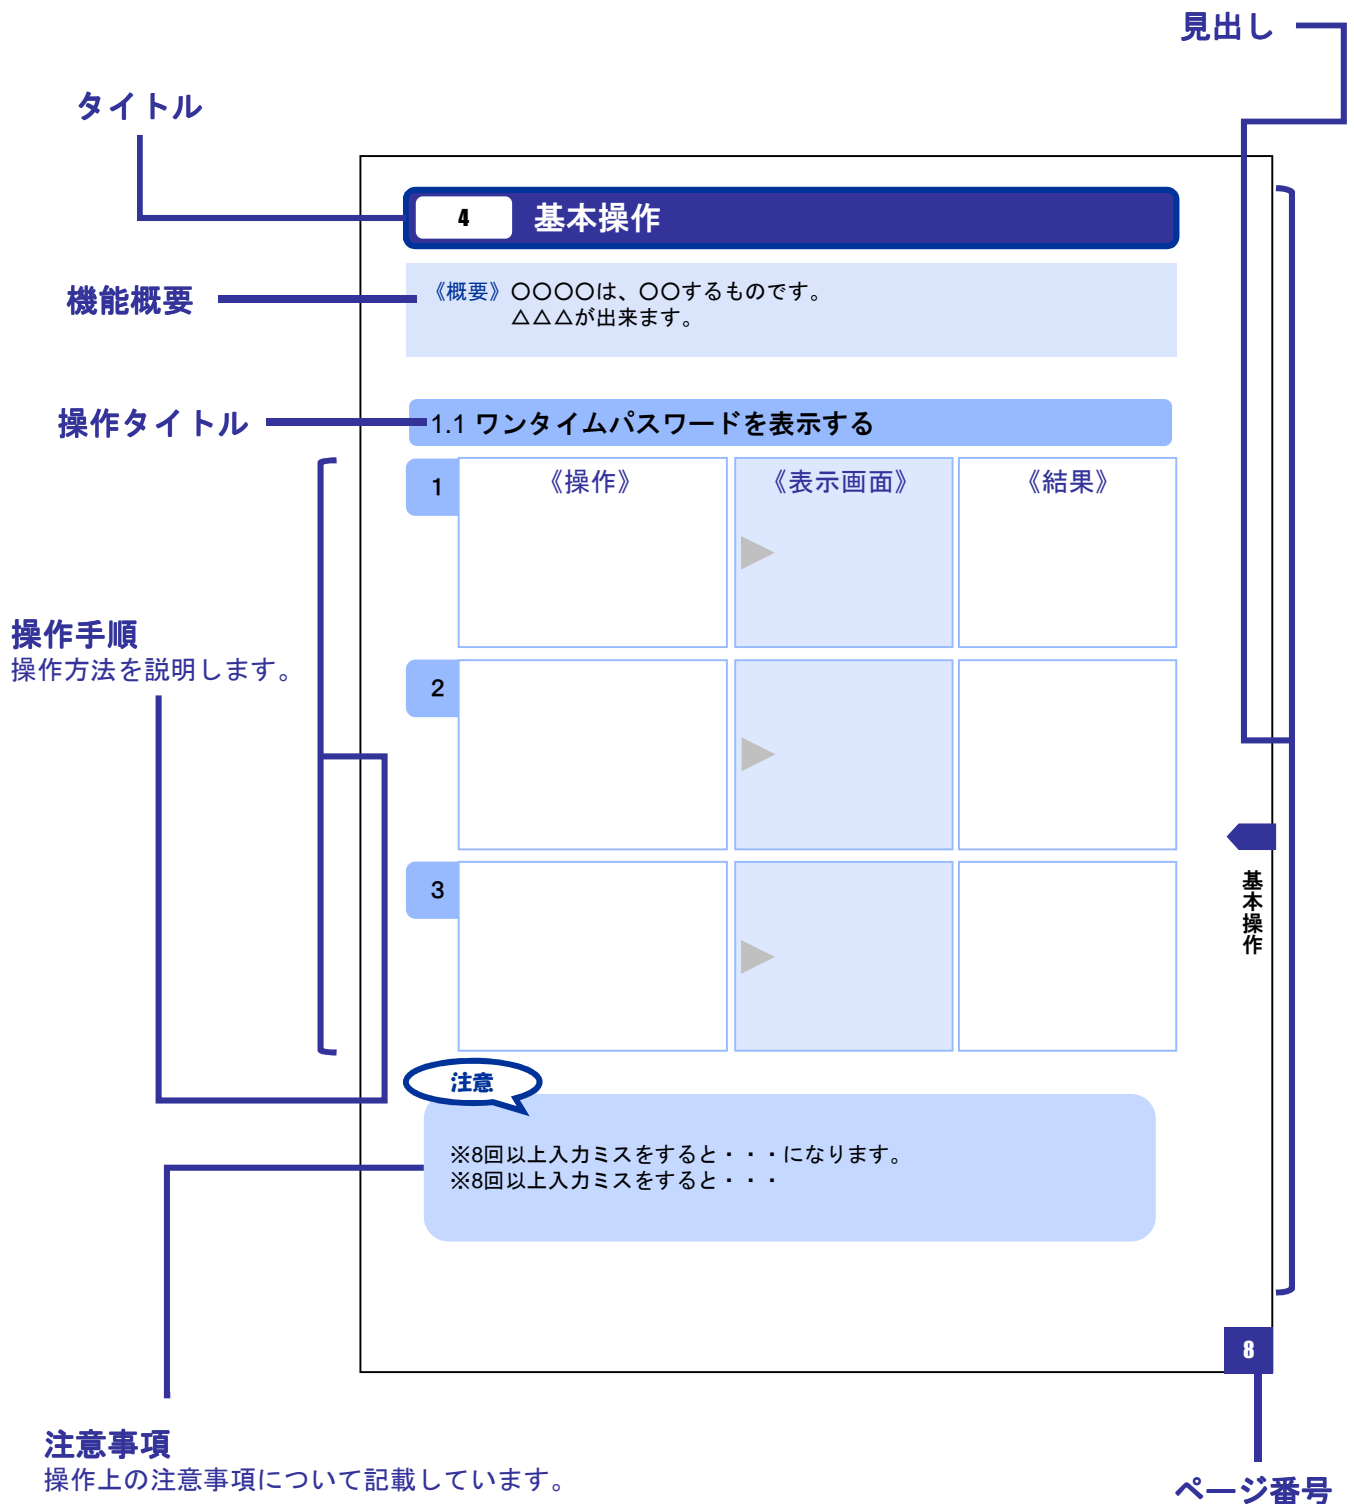 見出し
タイトル
4 基本操作
機能概要
《概要》〇〇〇〇は、〇〇するものです。
△△△が出来ます。
操作タイトル
1.1 ワンタイムパスワードを表示する
1 《操作》 《表示画面》 《結果》
操作手順
操作方法を説明します。
2
3
基本操作
注意
※8回以上入力ミスをすると・・・になります。
※8回以上入力ミスをすると・・・
8
注意事項
操作上の注意事項について記載しています。
ページ番号